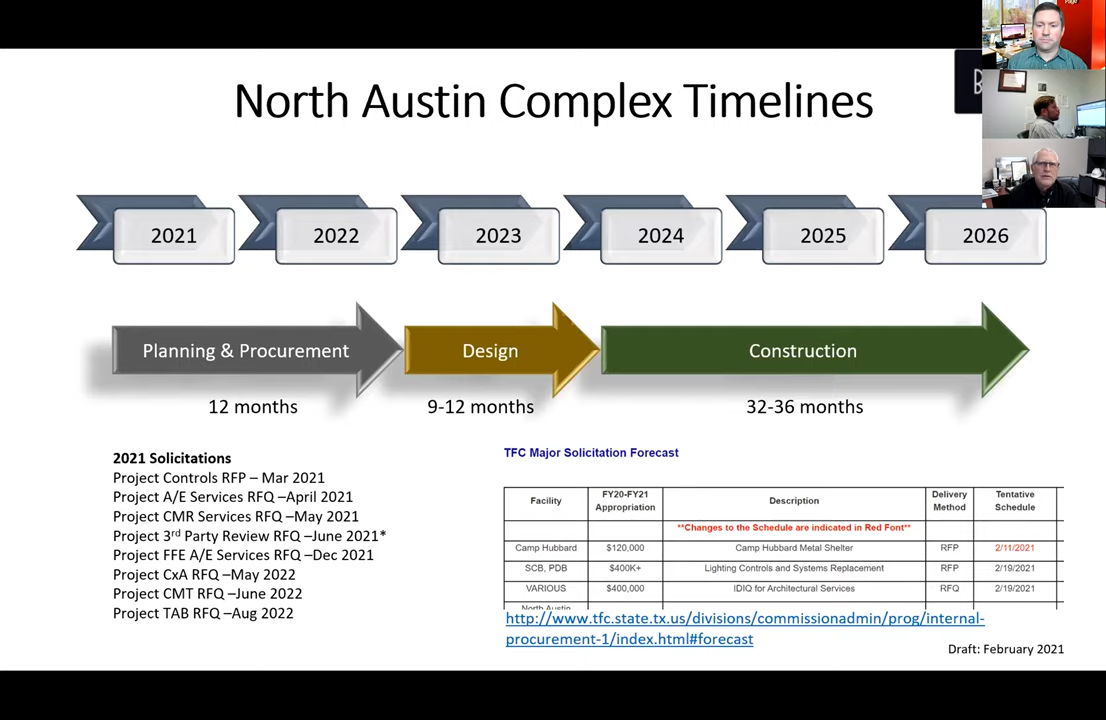 North Austin Complex Timelines
2021
2022
2023
2024
2025
2026
Planning & Procurement
Design
Construction
12 months
9-12 months
32-36 months
2021 Solicitations
Project Controls RFP – Mar 2021
Project A/E Services RFQ –April 2021
Project CMR Services RFQ –May 2021
Project 3rd Party Review RFQ –June 2021*
Project FFE A/E Services RFQ –Dec 2021
Project CxA RFQ –May 2022
Project CMT RFQ –June 2022
Project TAB RFQ –Aug 2022
TFC Major Solicitation Forecast
Facility FY20-FY21 Appropriation Description Delivery Method Tentative Schedule
**Changes to the Schedule are indicated in Red Font**
Camp Hubbard $120,000 Camp Hubbard Metal Shelter RFP 2/11/2021
SCB, PDB $400K+ Lighting Controls and Systems Replacement RFP 2/19/2021
VARIOUS $400,000 IDIQ for Architectural Services RFQ 2/19/2021
North Austin
http://www.tfc.state.tx.us/divisions/commissionadmin/prog/internal-
procurement-1/index.html#forecast
Draft: February 2021
Page